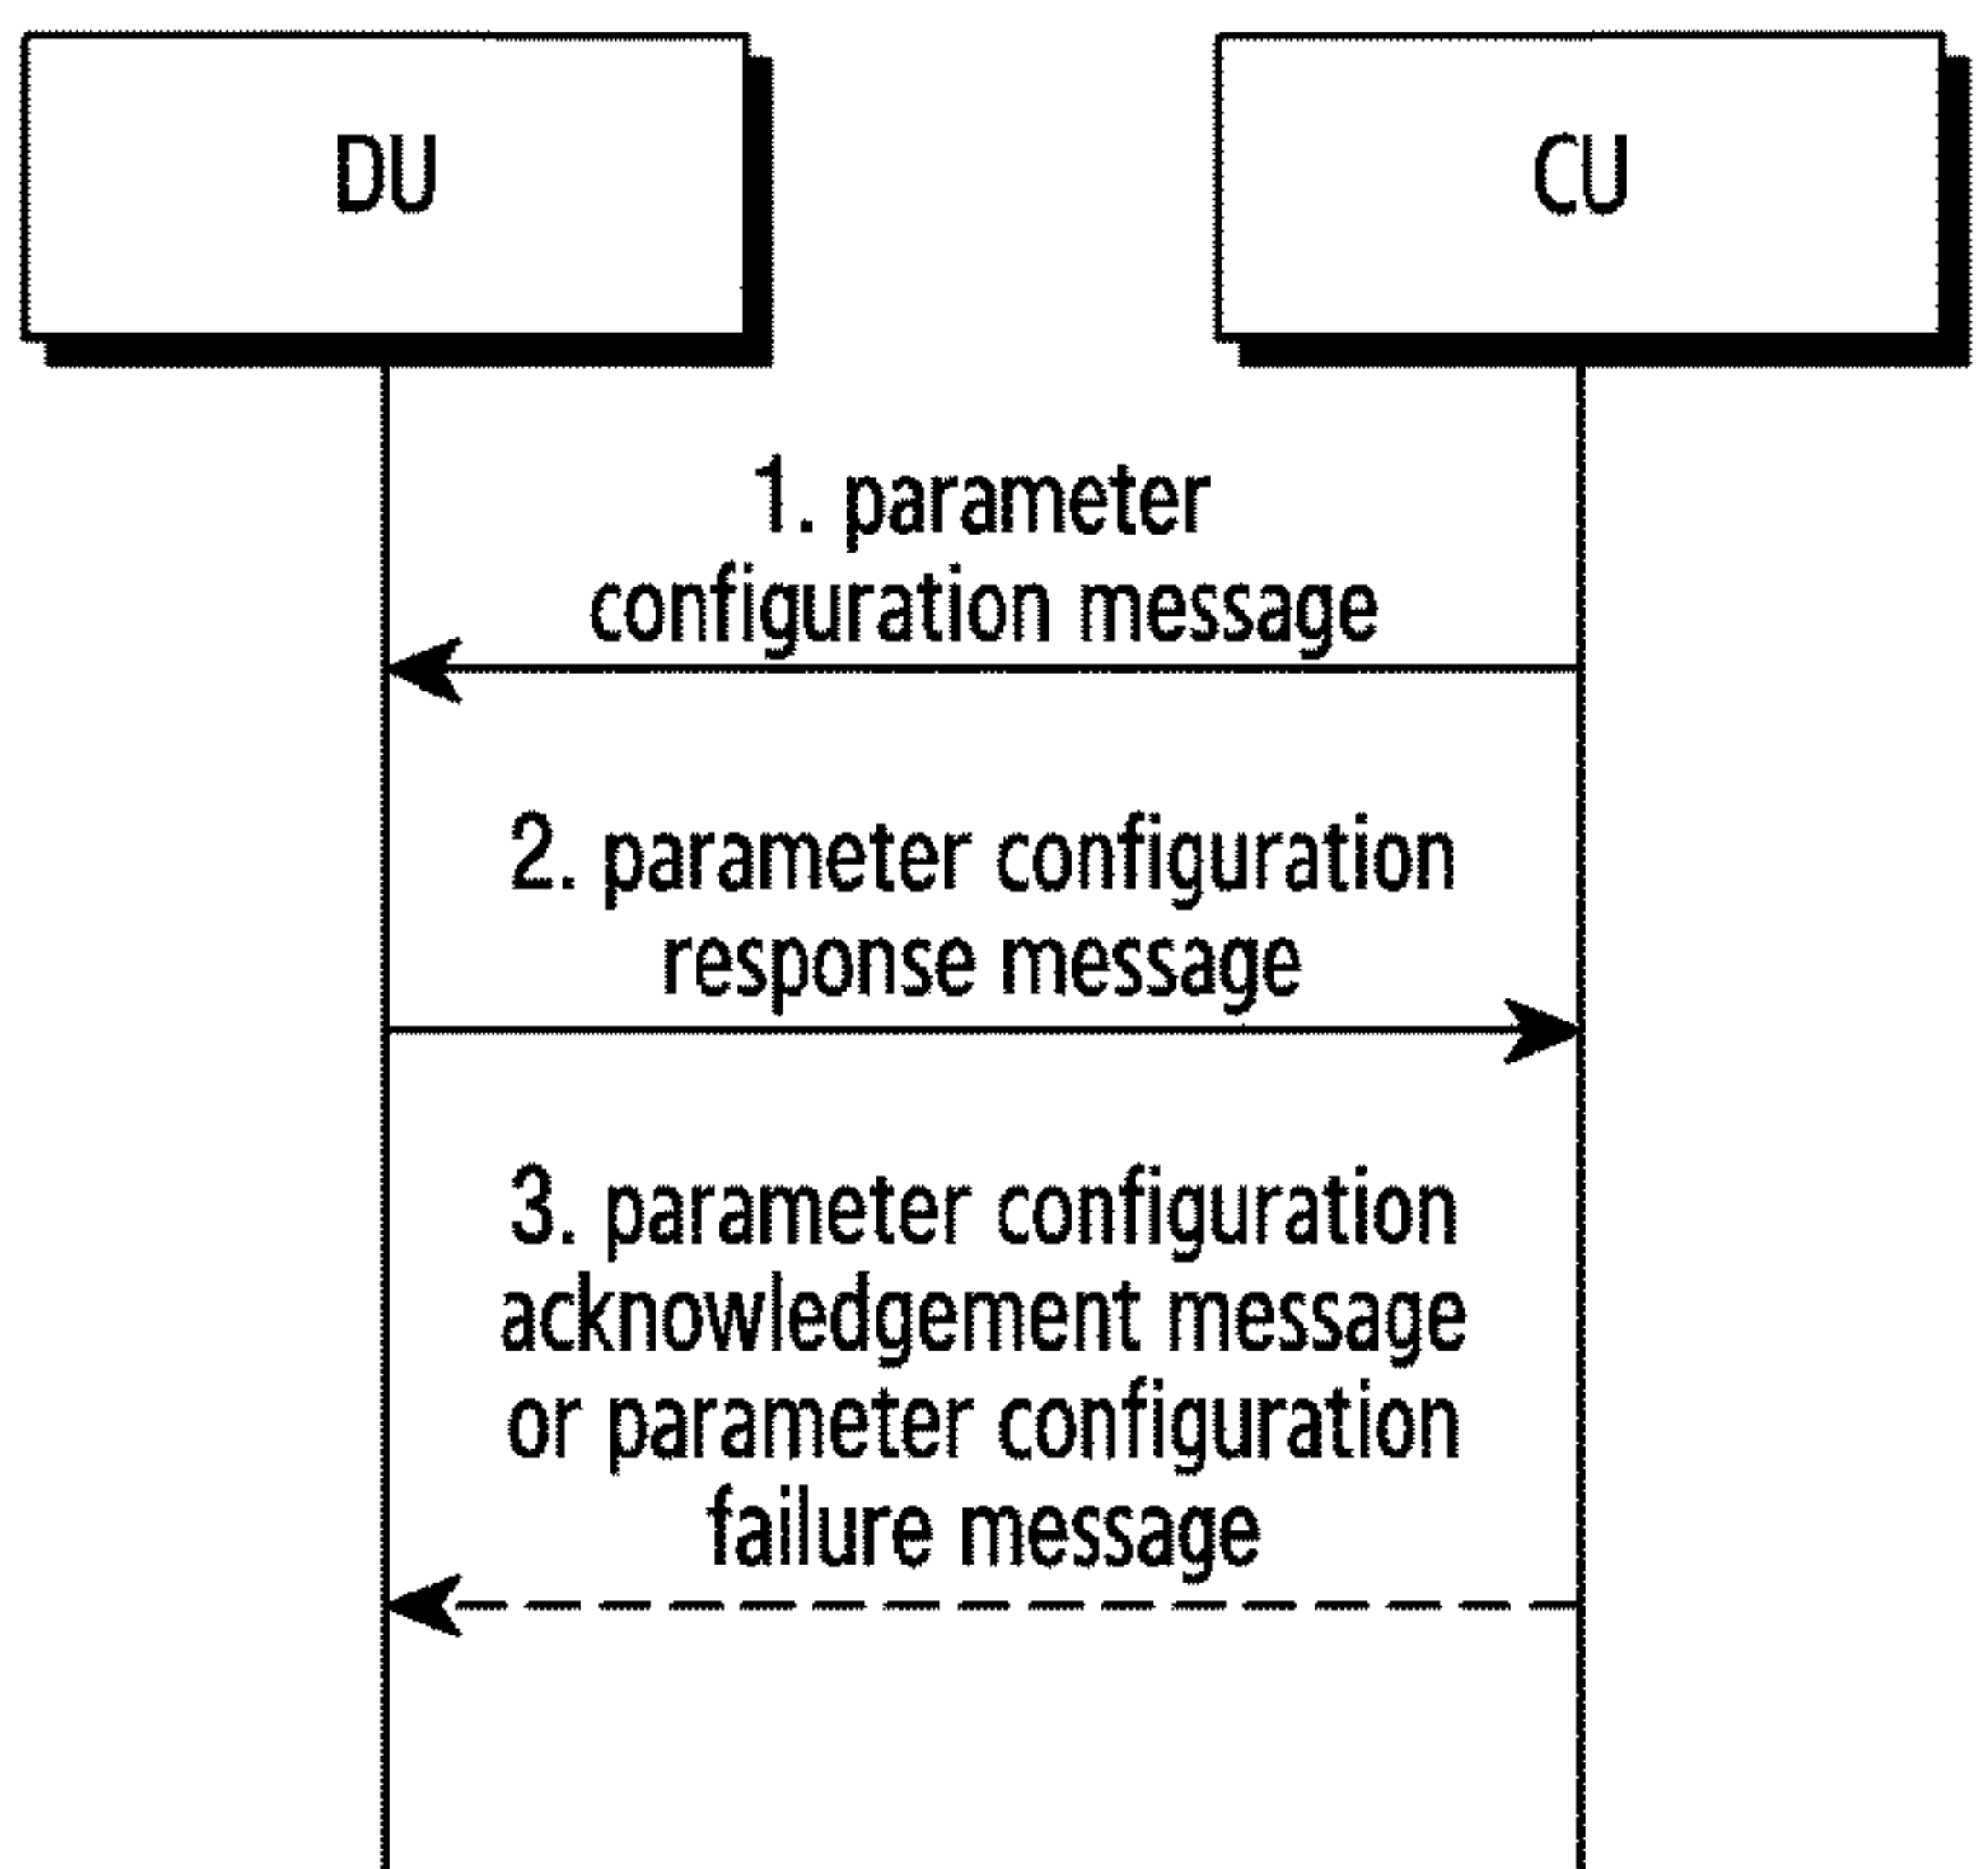 DU
CU
1. parameter
configuration message
2. parameter configuration
response message
3. parameter configuration
acknowledgement message
or parameter configuration
failure message